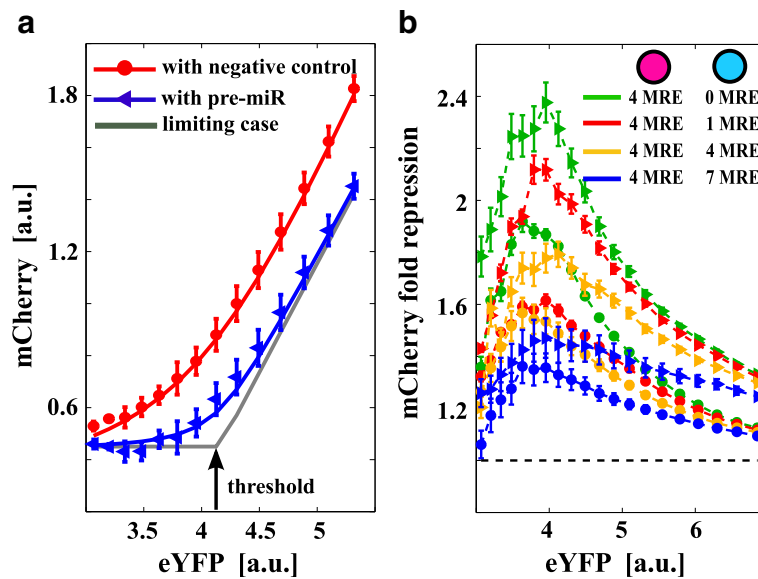 a
mCherry [a.u.]
1.8
1.2
0.6
with negative control
with pre-miR
limiting case
threshold
3.5 4 4.5 5
eYFP [a.u.]
b
mCherry fold repression
2.4
2
1.6
1.2
4 MRE 0 MRE
4 MRE 1 MRE
4 MRE 4 MRE
4 MRE 7 MRE
4 5 6
eYFP [a.u.]